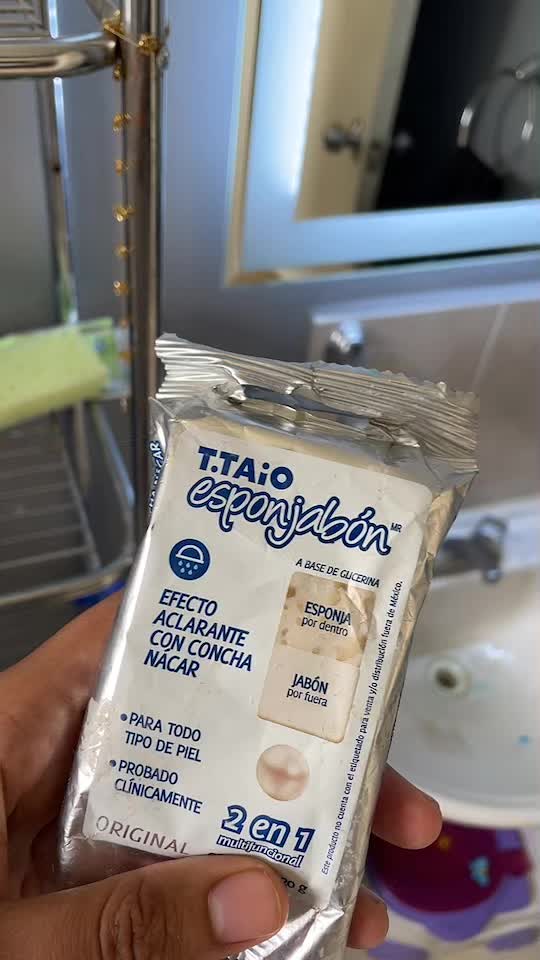 T.TAiO
esponjabón MR
A BASE DE GLICERINA
ESPONJA
por dentro
JABÓN
por fuera
EFECTO
ACLARANTE
CON CONCHA
NÁCAR
•PARA TODO
TIPO DE PIEL
•PROBADO
CLÍNICAMENTE
2 en 1
multifuncional
ORIGINAL
Este producto no cuenta con el etiquetado para venta y/o distribución fuera de México.